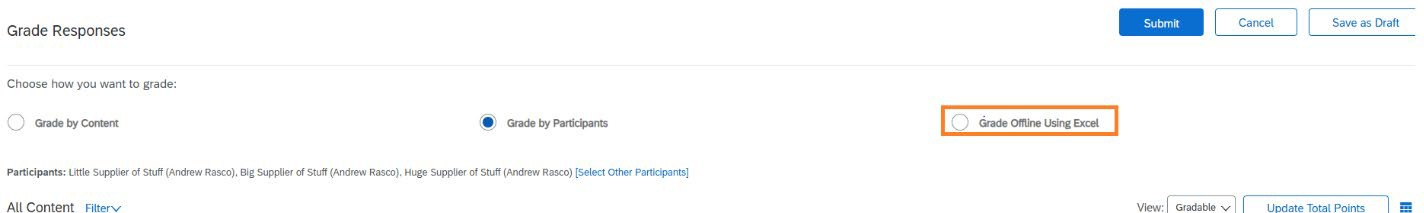 Grade Responses
Submit Cancel Save as Draft
Choose how you want to grade:
Grade by Content Grade by Participants Grade Offline Using Excel
Participants: Little Supplier of Stuff (Andrew Rasco), Big Supplier of Stuff (Andrew Rasco), Huge Supplier of Stuff (Andrew Rasco) [Select Other Participants]
All Content Filter View: Gradable Update Total Points